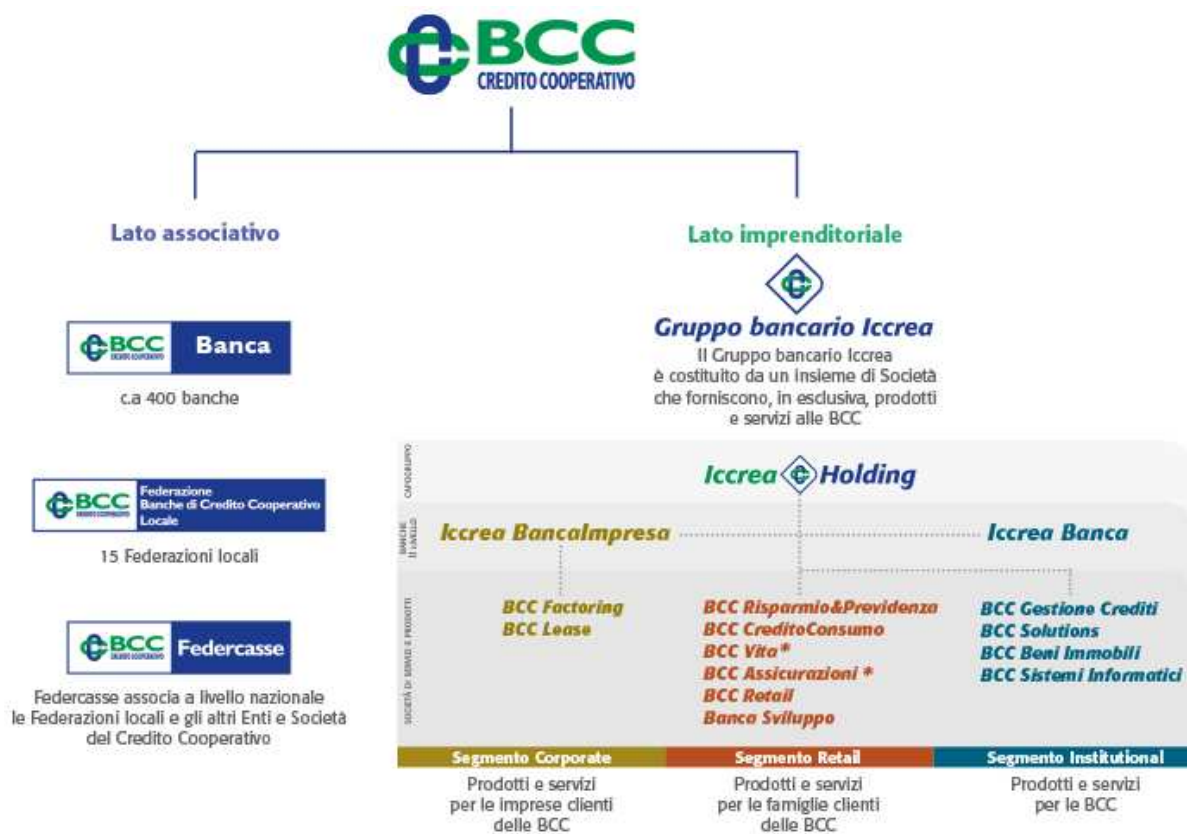 BCC
CREDITO COOPERATIVO
Lato associativo
BCC
CREDITO COOPERATIVO
Banca
c.a 400 banche
BCC
CREDITO COOPERATIVO
Federazione
Banche di Credito Cooperativo
Locale
15 Federazioni locali
BCC
CREDITO COOPERATIVO
Federcasse
Federcasse associa a livello nazionale
le Federazioni locali e gli altri Enti e Società
del Credito Cooperativo
Lato imprenditoriale
Gruppo bancario Iccrea
Il Gruppo bancario Iccrea
è costituito da un insieme di Società
che forniscono, in esclusiva, prodotti
e servizi alle BCC
CAPOGRUPPO
Iccrea Holding
BANCHE
II LIVELLO
Iccrea BancaImpresa
Iccrea Banca
SOCIETÀ DI SERVIZI E PRODOTTI
BCC Factoring
BCC Lease
BCC Risparmio&Previdenza
BCC CreditoConsumo
BCC Vita*
BCC Assicurazioni *
BCC Retail
Banca Sviluppo
BCC Gestione Crediti
BCC Solutions
BCC Beni Immobili
BCC Sistemi Informatici
Segmento Corporate
Prodotti e servizi
per le imprese clienti
delle BCC
Segmento Retail
Prodotti e servizi
per le famiglie clienti
delle BCC
Segmento Institutional
Prodotti e servizi
per le BCC